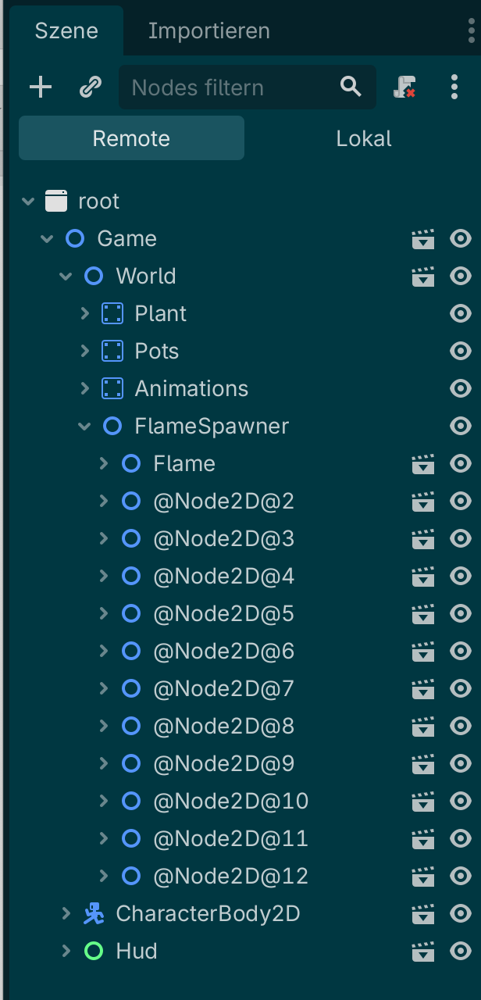 Szene Importieren
Nodes filtern
Remote Lokal
root
Game
World
Plant
Pots
Animations
FlameSpawner
Flame
@Node2D@2
@Node2D@3
@Node2D@4
@Node2D@5
@Node2D@6
@Node2D@7
@Node2D@8
@Node2D@9
@Node2D@10
@Node2D@11
@Node2D@12
CharacterBody2D
Hud